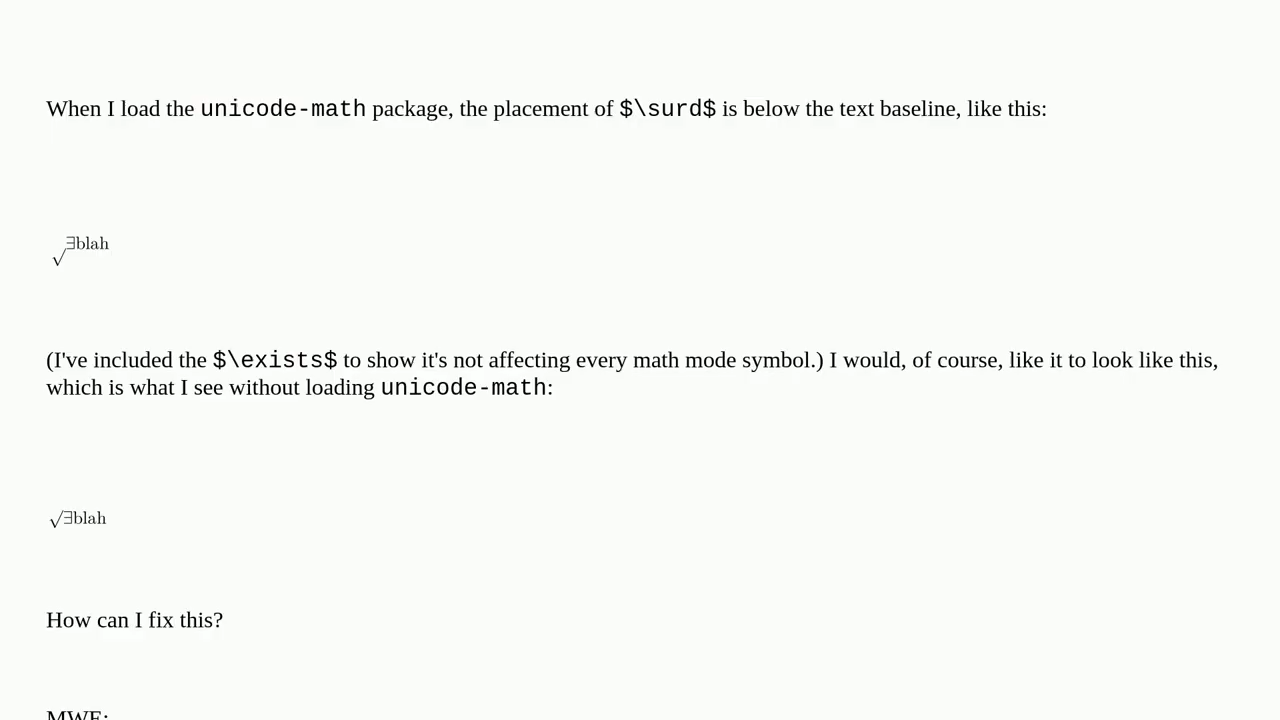 When I load the unicode-math package, the placement of $\surd$ is below the text baseline, like this:
√∃blah
(I've included the $\exists$ to show it's not affecting every math mode symbol.) I would, of course, like it to look like this,
which is what I see without loading unicode-math:
√∃blah
How can I fix this?
MWE: